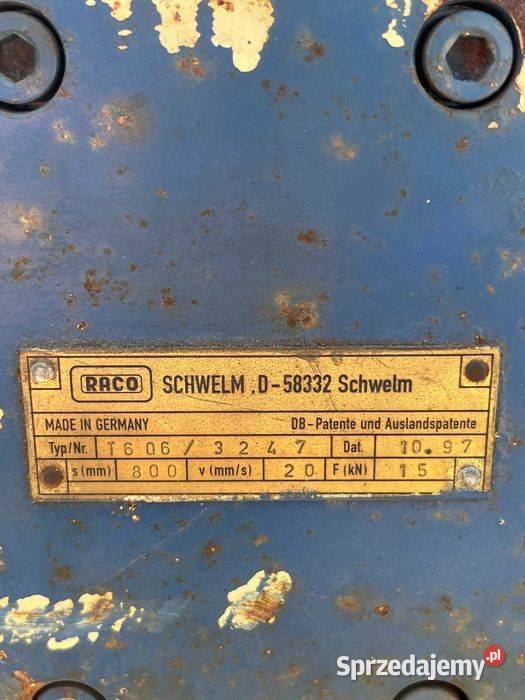 RACO SCHWELM ,D-58332 Schwelm
MADE IN GERMANY DB-Patente und Auslandspatente
Typ/Nr. T606/3247 Dat. 10.97
s(mm) 800 v(mm/s) 20 F(kN) 15
Sprzedajemy.pl